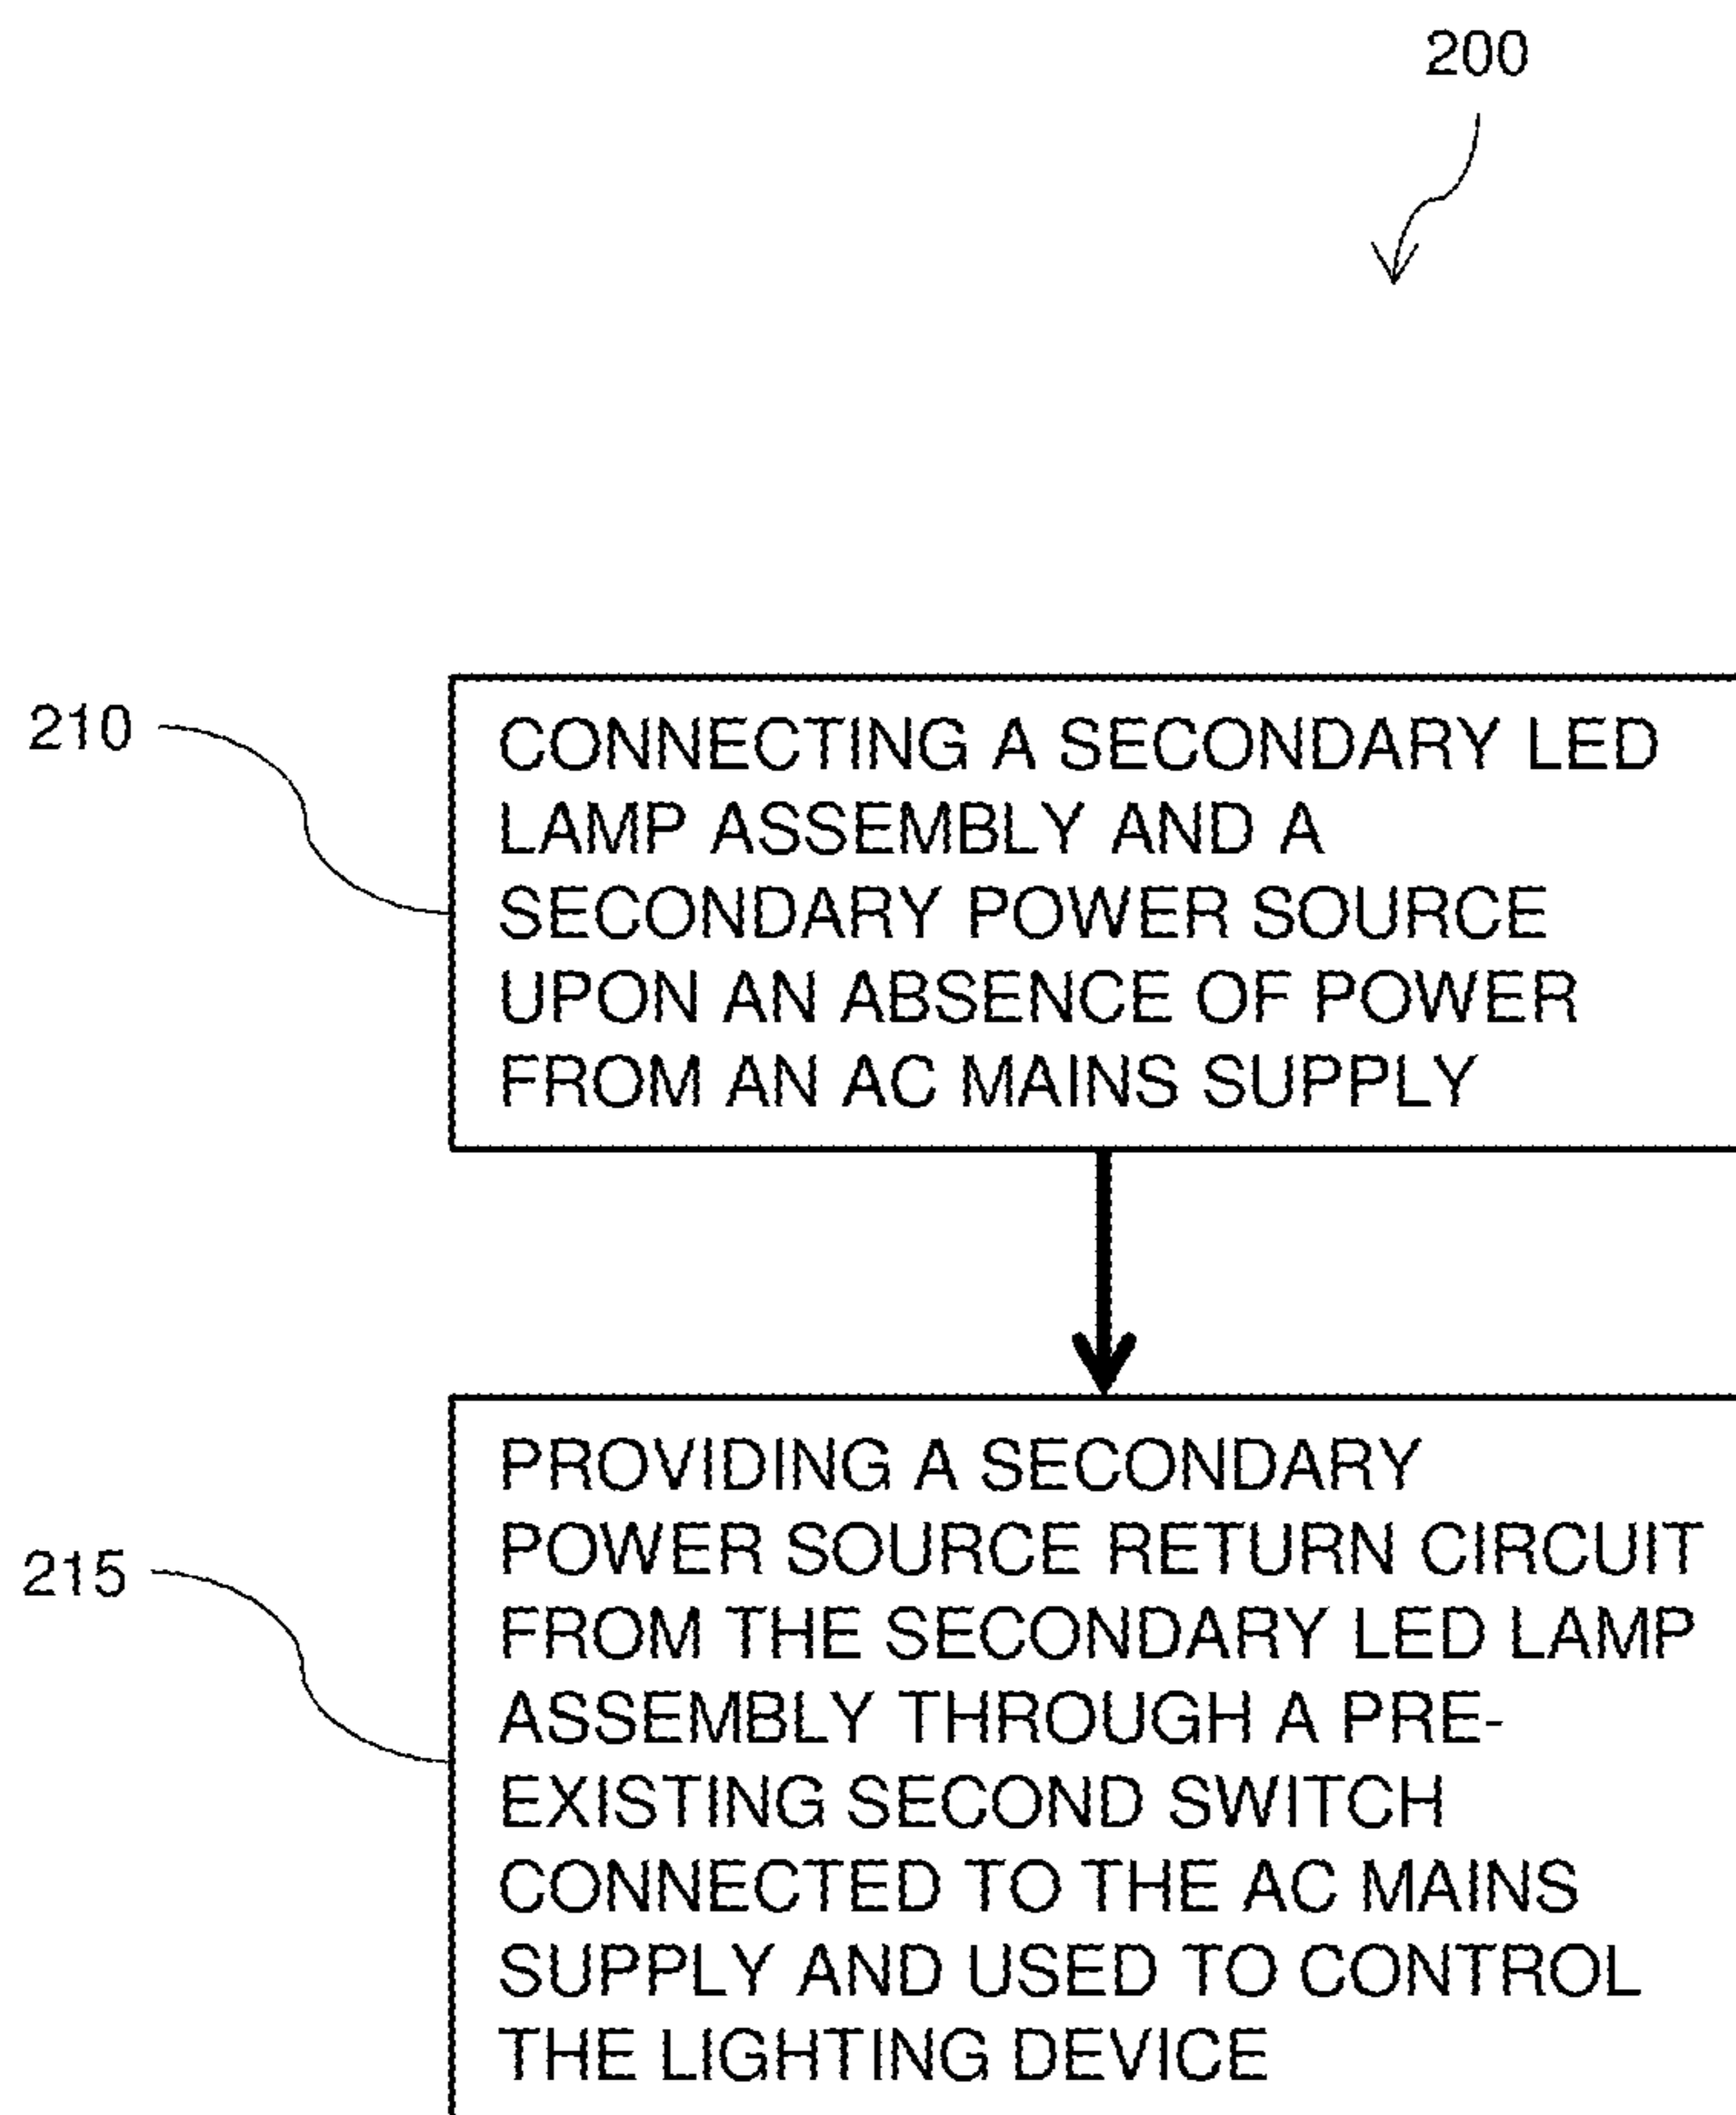 200
210
CONNECTING A SECONDARY LED
LAMP ASSEMBLY AND A
SECONDARY POWER SOURCE
UPON AN ABSENCE OF POWER
FROM AN AC MAINS SUPPLY
215
PROVIDING A SECONDARY
POWER SOURCE RETURN CIRCUIT
FROM THE SECONDARY LED LAMP
ASSEMBLY THROUGH A PRE-
EXISTING SECOND SWITCH
CONNECTED TO THE AC MAINS
SUPPLY AND USED TO CONTROL
THE LIGHTING DEVICE